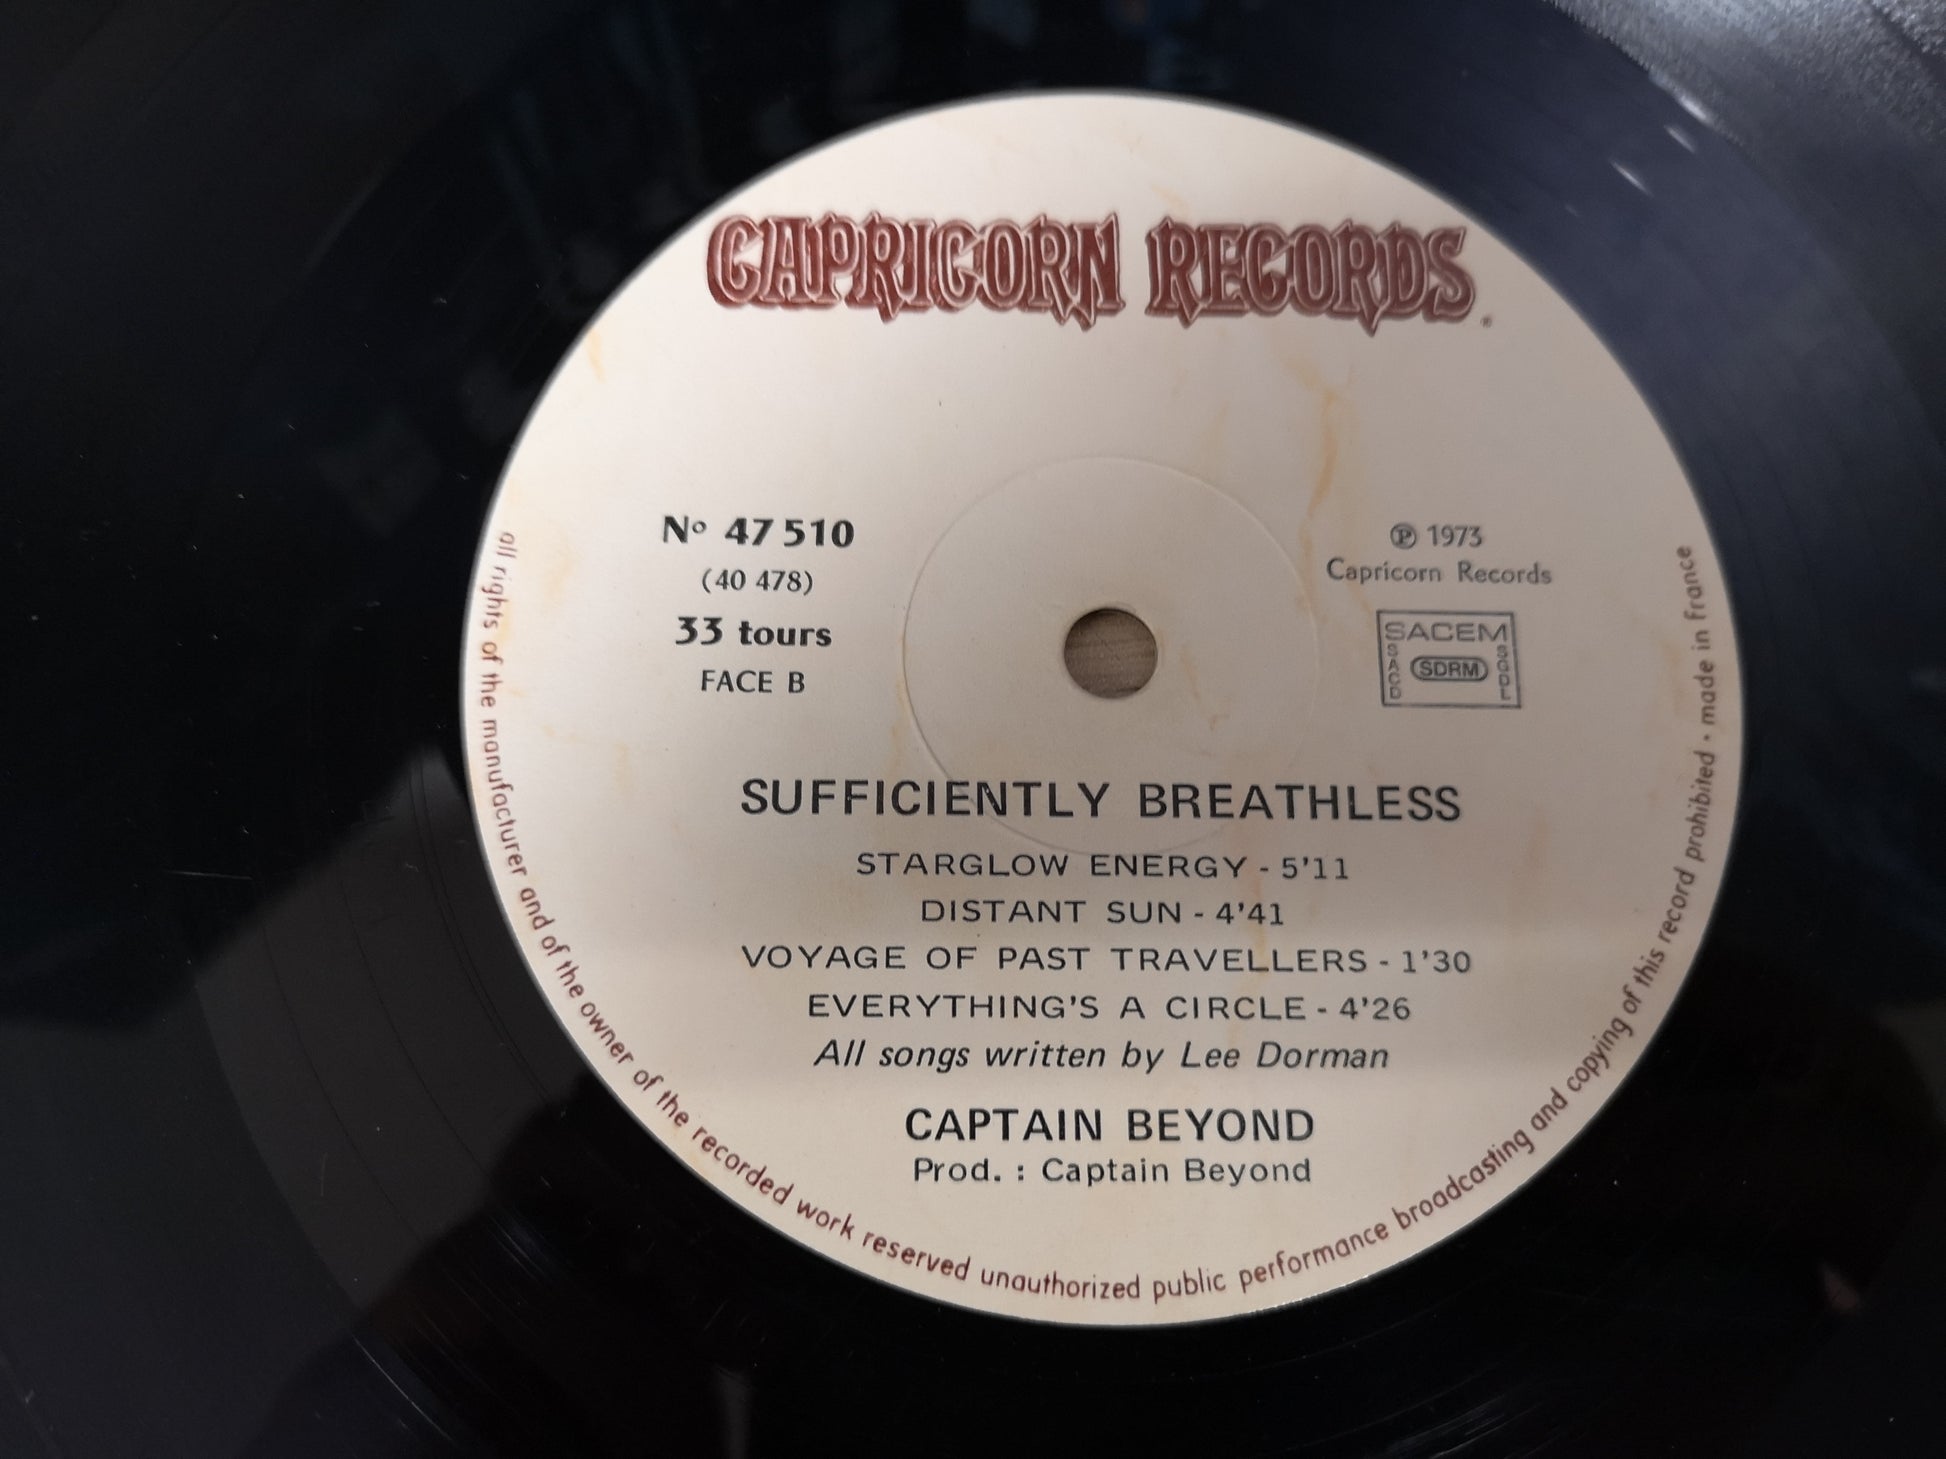 CAPRICORN RECORDS
®
Nº 47 510
(40 478)
33 tours
FACE B
℗ 1973
Capricorn Records
SACEM
SACD
SDRM
SGDL
SUFFICIENTLY BREATHLESS
STARGLOW ENERGY - 5'11
DISTANT SUN - 4'41
VOYAGE OF PAST TRAVELLERS - 1'30
EVERYTHING'S A CIRCLE - 4'26
All songs written by Lee Dorman
CAPTAIN BEYOND
Prod. : Captain Beyond
all rights of the manufacturer and of the owner of the recorded work reserved unauthorized public performance broadcasting and copying of this record prohibited • made in france